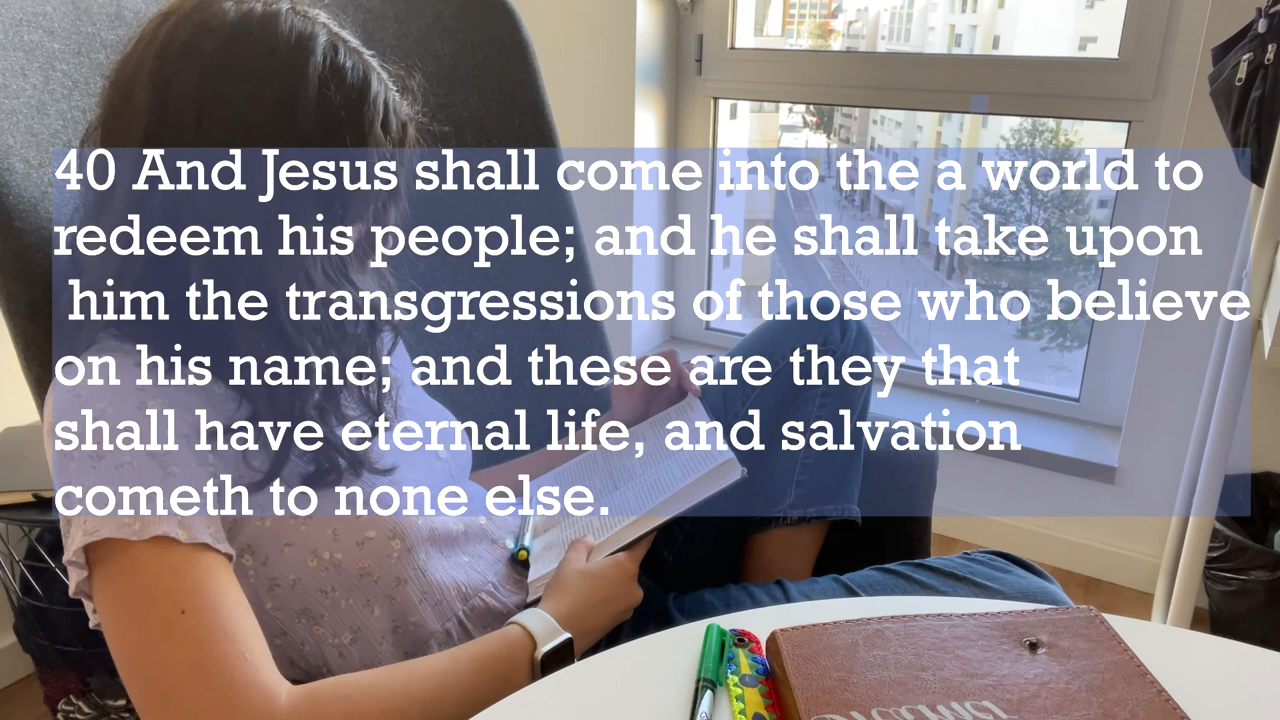 40 And Jesus shall come into the a world to
redeem his people; and he shall take upon
him the transgressions of those who believe
on his name; and these are they that
shall have eternal life, and salvation
cometh to none else.